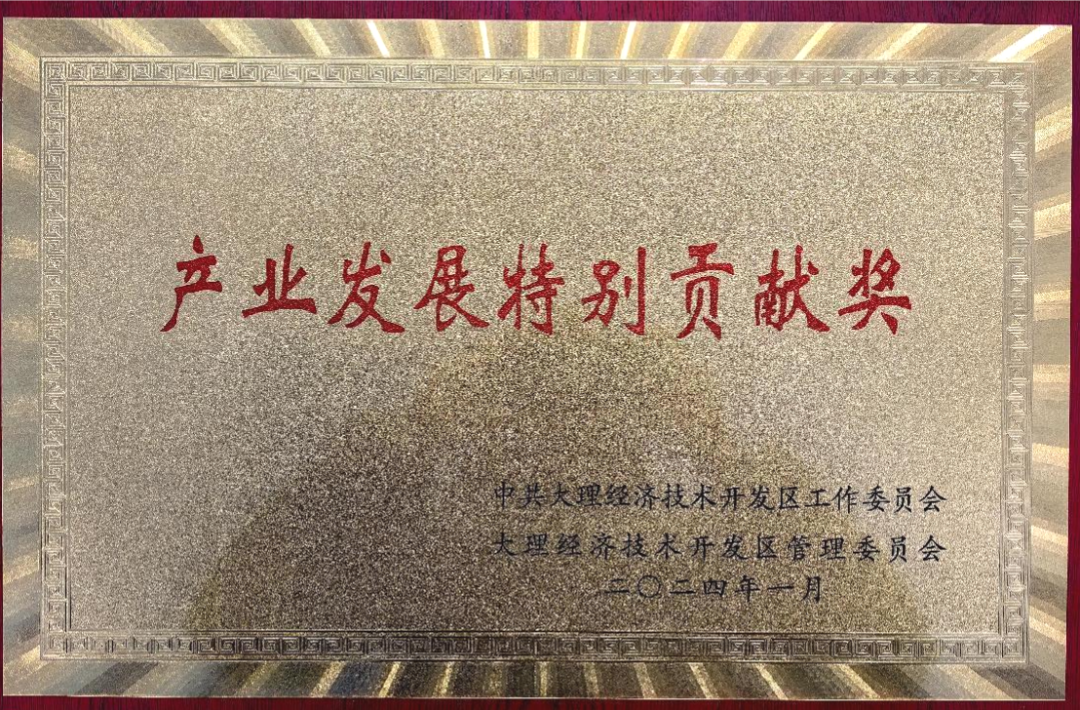 产业发展特别贡献奖
中共大理经济技术开发区工作委员会
大理经济技术开发区管理委员会
二〇二四年一月